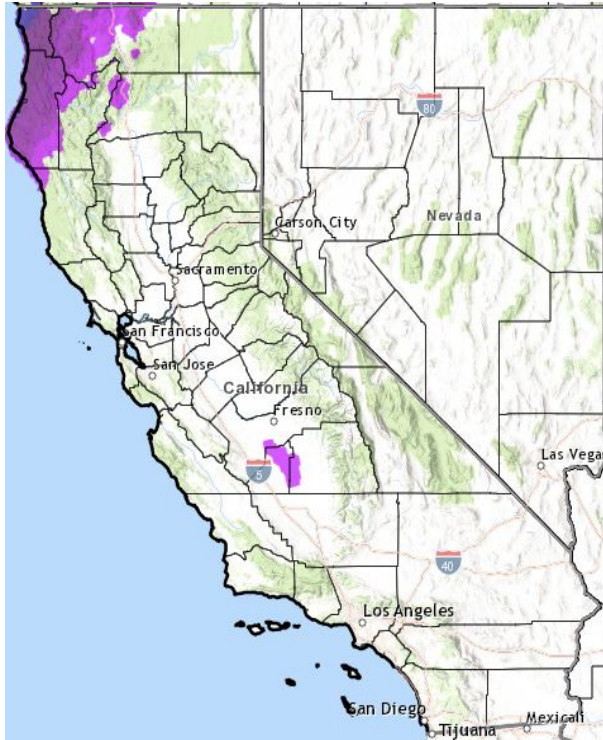 80
Carson City
Nevada
Sacramento
San Francisco
San Jose
California
Fresno
5
Las Vegas
40
Los Angeles
San Diego
Tijuana
Mexicali